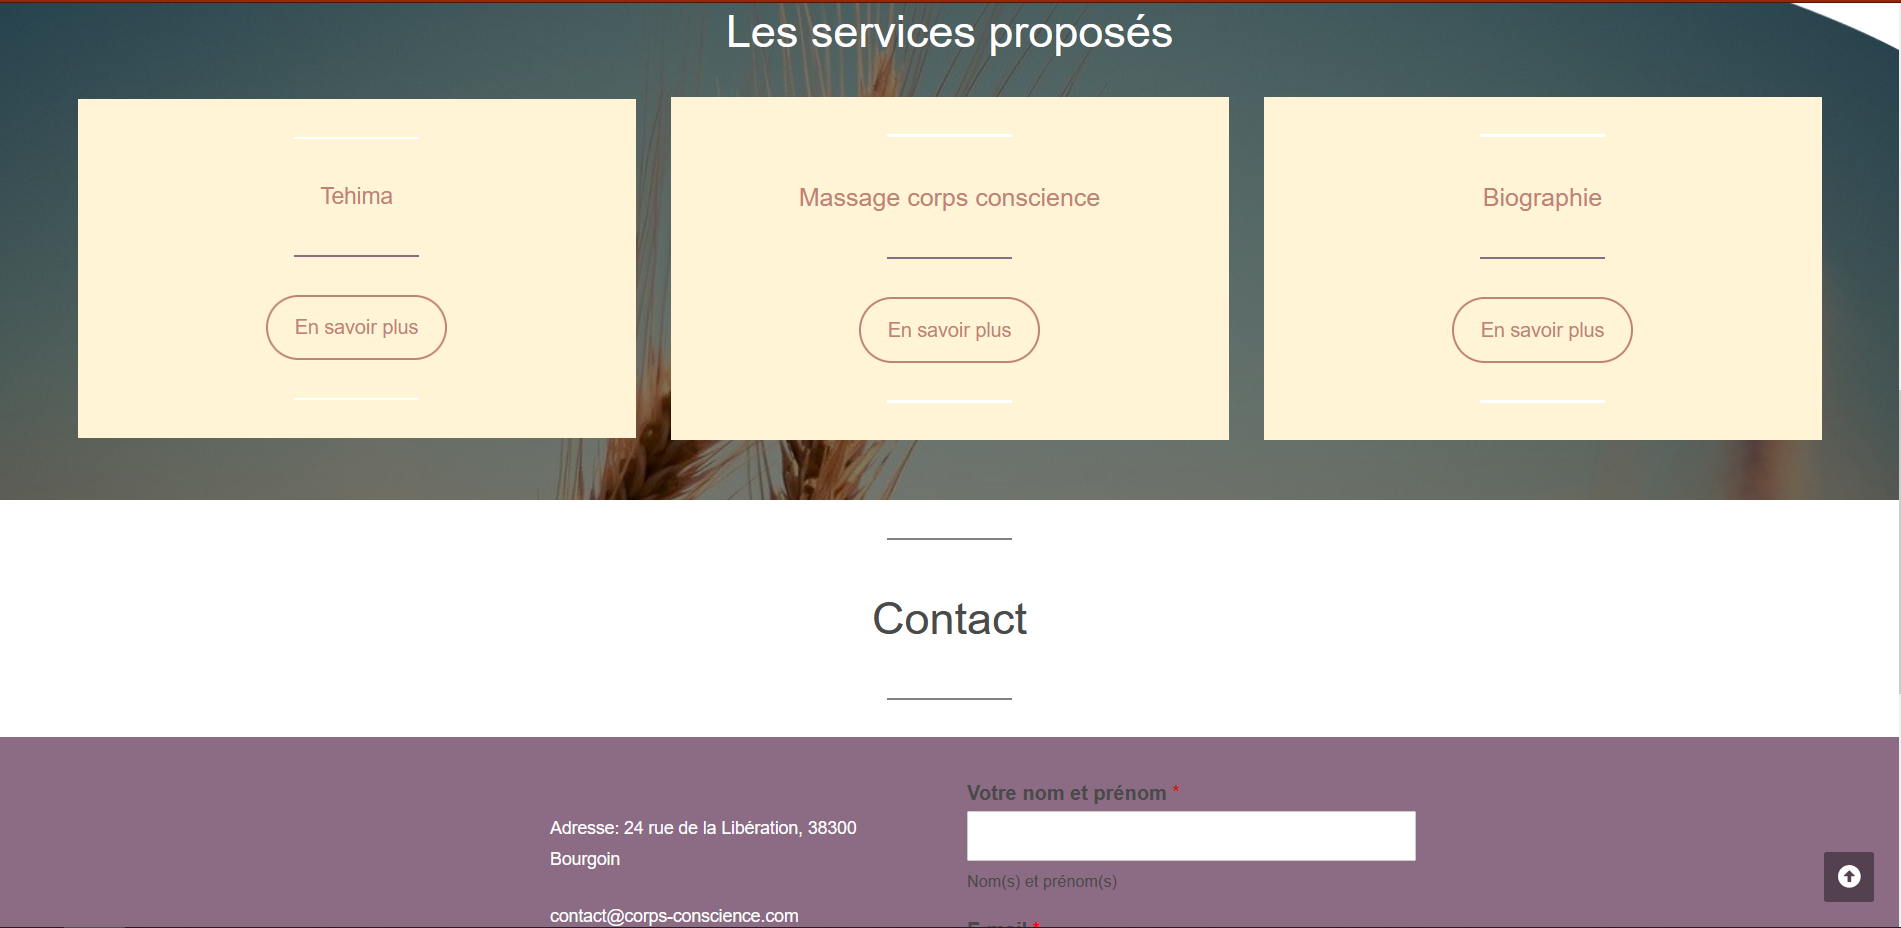 Les services proposés
Tehima
Massage corps conscience
Biographie
En savoir plus
En savoir plus
En savoir plus
Contact
Adresse: 24 rue de la Libération, 38300
Bourgoin
contact@corps-conscience.com
Votre nom et prénom *
Nom(s) et prénom(s)
E-mail *